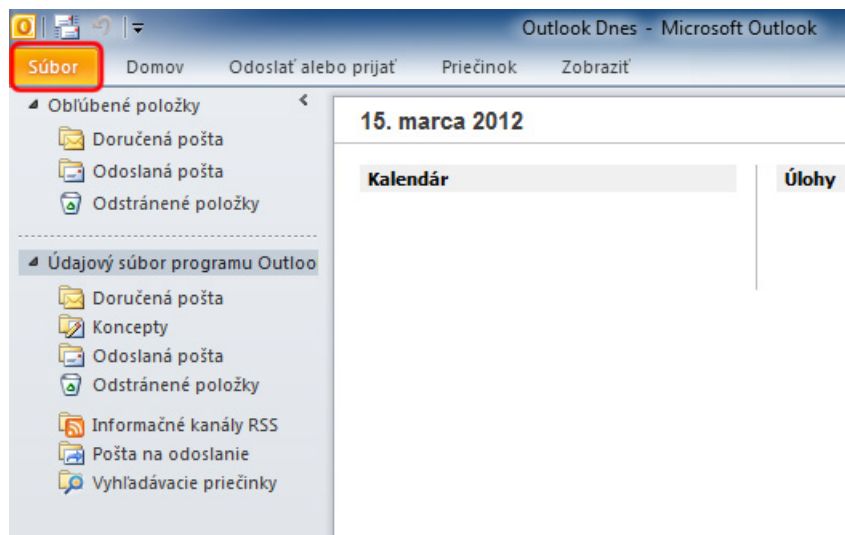 Outlook Dnes - Microsoft Outlook
Súbor Domov Odoslať alebo prijať Priečinok Zobraziť
Obľúbené položky
Doručená pošta
Odoslaná pošta
Odstránené položky
Údajový súbor programu Outloo
Doručená pošta
Koncepty
Odoslaná pošta
Odstránené položky
Informačné kanály RSS
Pošta na odoslanie
Vyhľadávacie priečinky
15. marca 2012
Kalendár
Úlohy